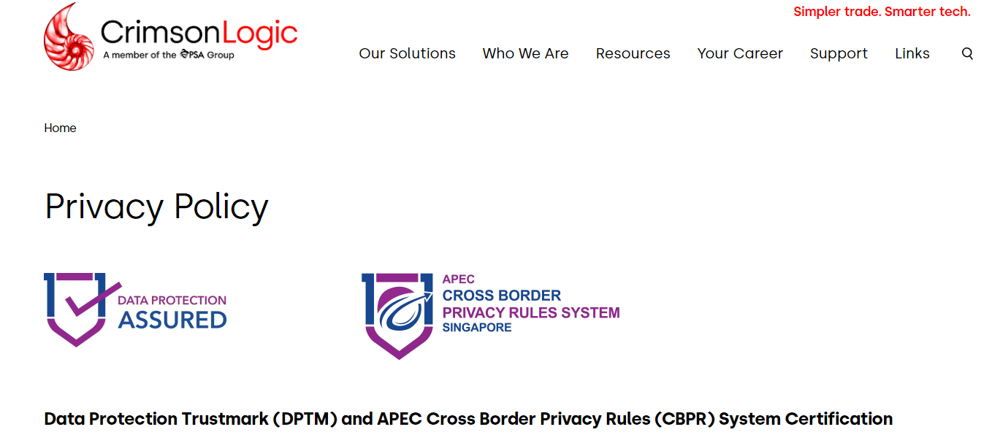 Simpler trade. Smarter tech.
CrimsonLogic
A member of the PSA Group
Our Solutions Who We Are Resources Your Career Support Links
Home
Privacy Policy
DATA PROTECTION
ASSURED
APEC
CROSS BORDER
PRIVACY RULES SYSTEM
SINGAPORE
Data Protection Trustmark (DPTM) and APEC Cross Border Privacy Rules (CBPR) System Certification